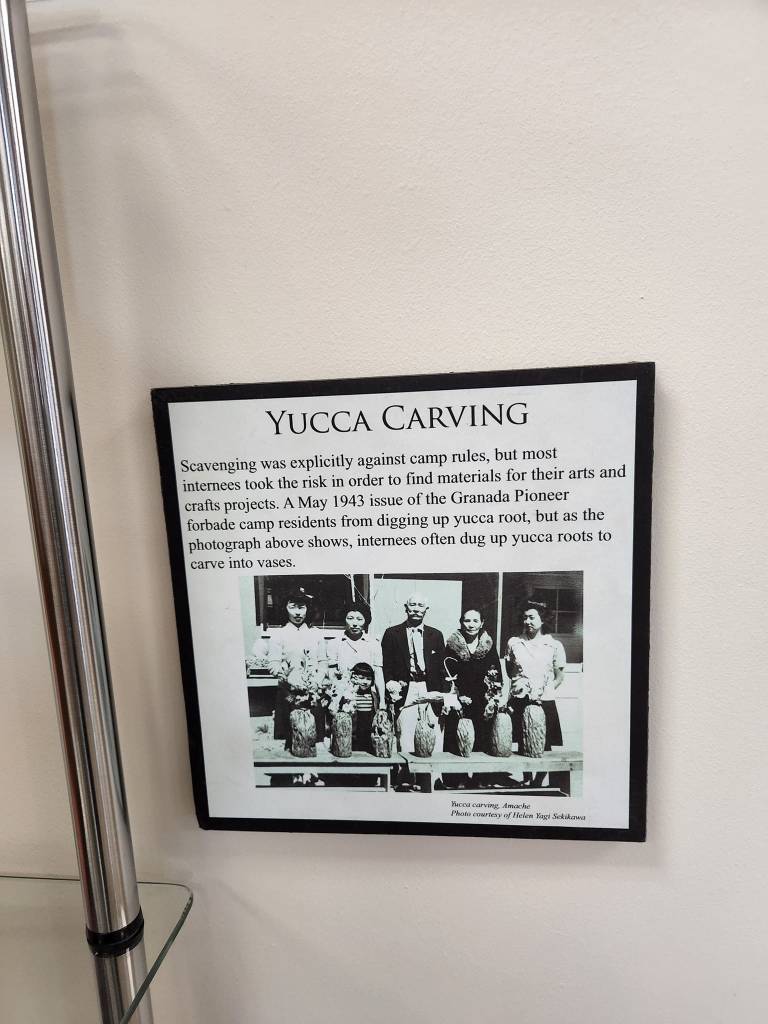 YUCCA CARVING
Scavenging was explicitly against camp rules, but most
internees took the risk in order to find materials for their arts and
crafts projects. A May 1943 issue of the Granada Pioneer
forbade camp residents from digging up yucca root, but as the
photograph above shows, internees often dug up yucca roots to
carve into vases.
Yucca carving, Amache
Photo courtesy of Helen Yagi Sekikawa